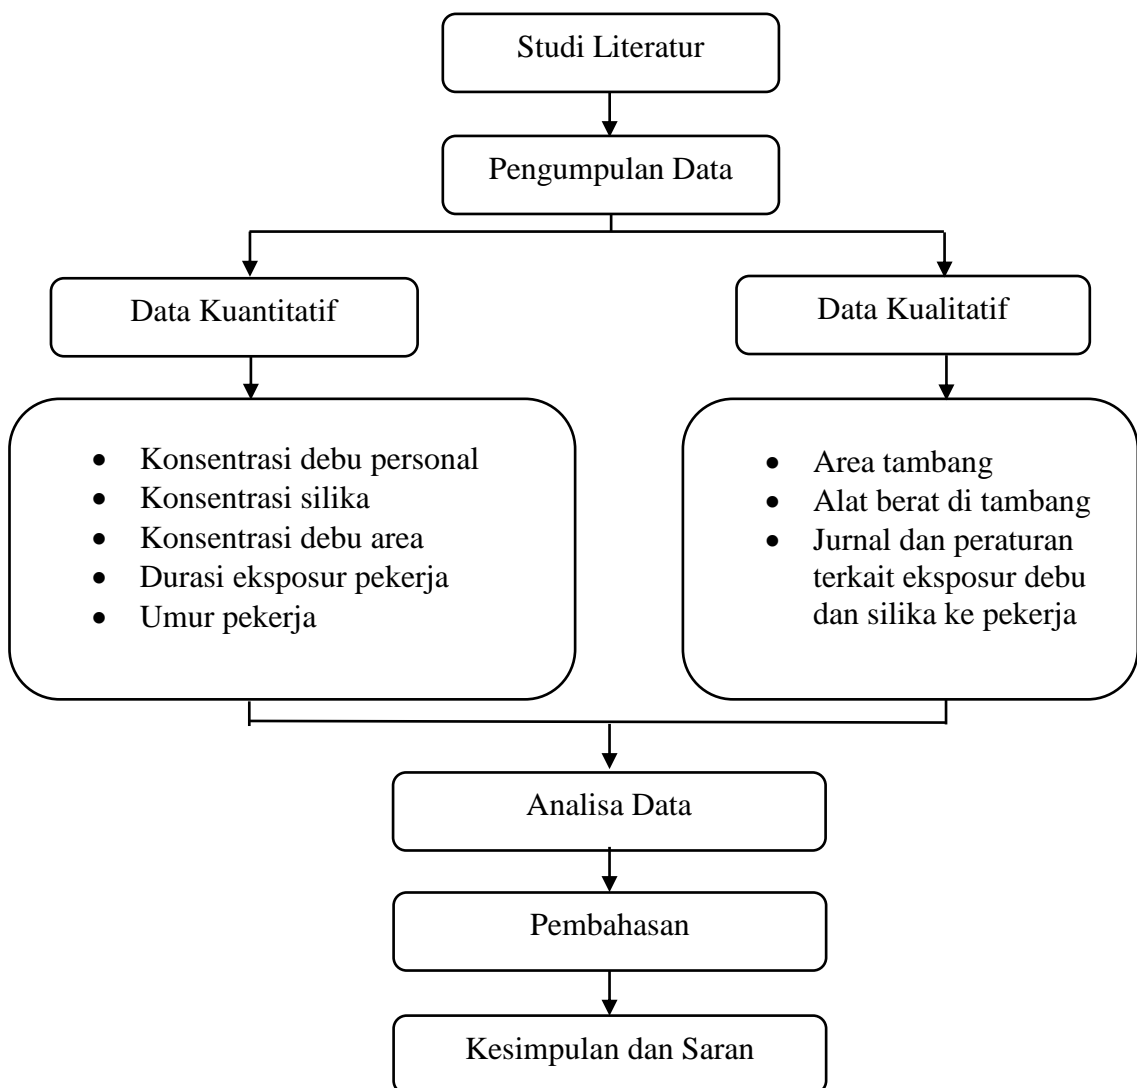 Studi Literatur
Pengumpulan Data
Data Kuantitatif
Data Kualitatif
• Konsentrasi debu personal
• Konsentrasi silika
• Konsentrasi debu area
• Durasi eksposur pekerja
• Umur pekerja
• Area tambang
• Alat berat di tambang
• Jurnal dan peraturan
terkait eksposur debu
dan silika ke pekerja
Analisa Data
Pembahasan
Kesimpulan dan Saran